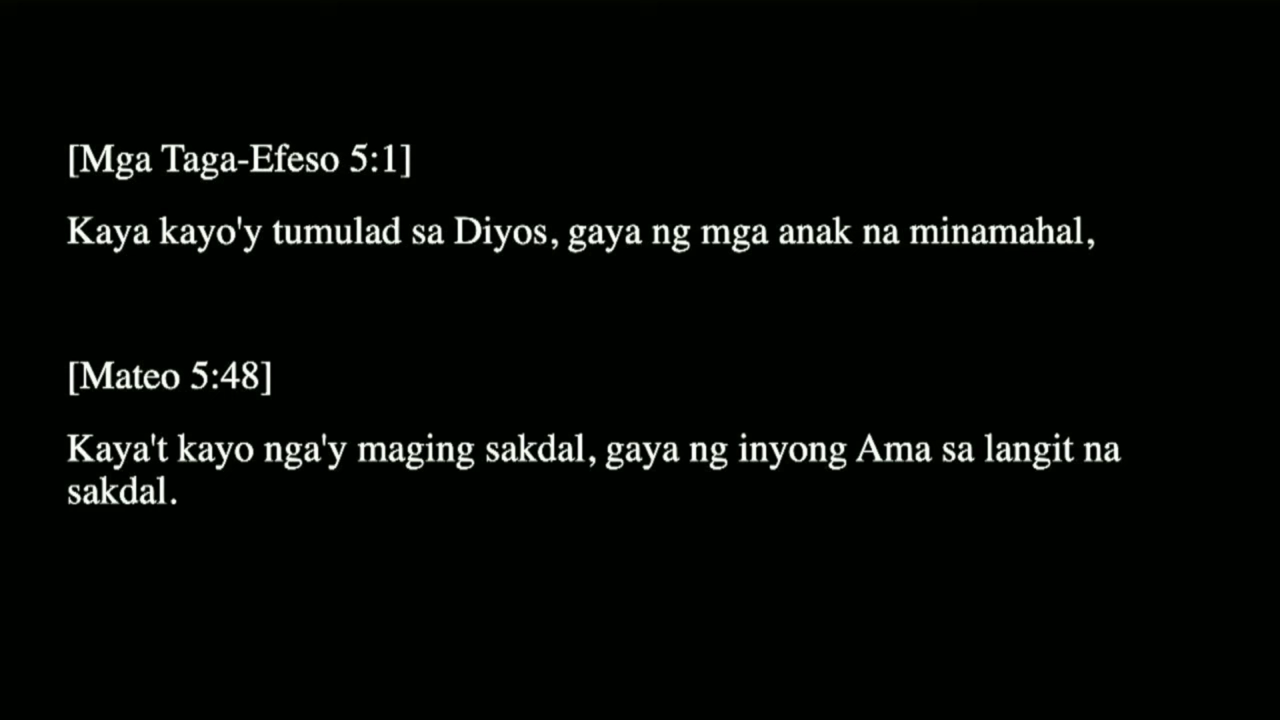 [Mga Taga-Efeso 5:1]
Kaya kayo'y tumulad sa Diyos, gaya ng mga anak na minamahal,
[Mateo 5:48]
Kaya't kayo nga'y maging sakdal, gaya ng inyong Ama sa langit na
sakdal.